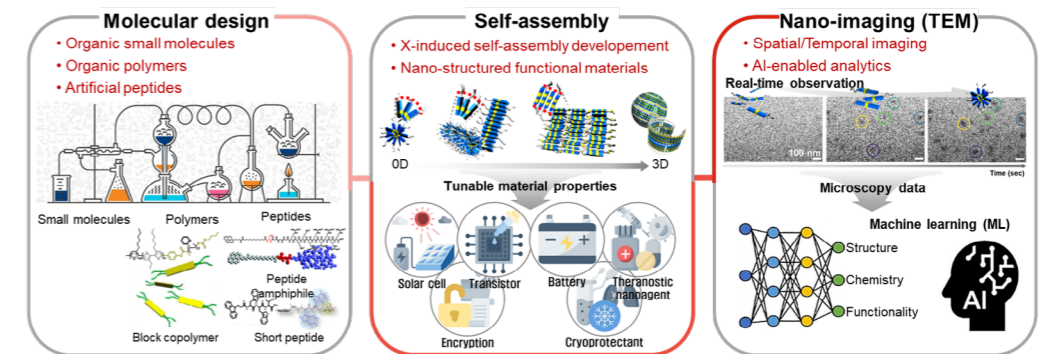 Molecular design
• Organic small molecules
• Organic polymers
• Artificial peptides
Small molecules
Polymers
Peptides
Peptide
amphiphile
Block copolymer
Short peptide
Self-assembly
• X-induced self-assembly developement
• Nano-structured functional materials
0D
3D
Tunable material properties
Solar cell
Transistor
Battery
Theranostic
nanoagent
Encryption
Cryoprotectant
Nano-imaging (TEM)
• Spatial/Temporal imaging
• AI-enabled analytics
Real-time observation
100 nm
Time (sec)
Microscopy data
Machine learning (ML)
Structure
Chemistry
Functionality
AI